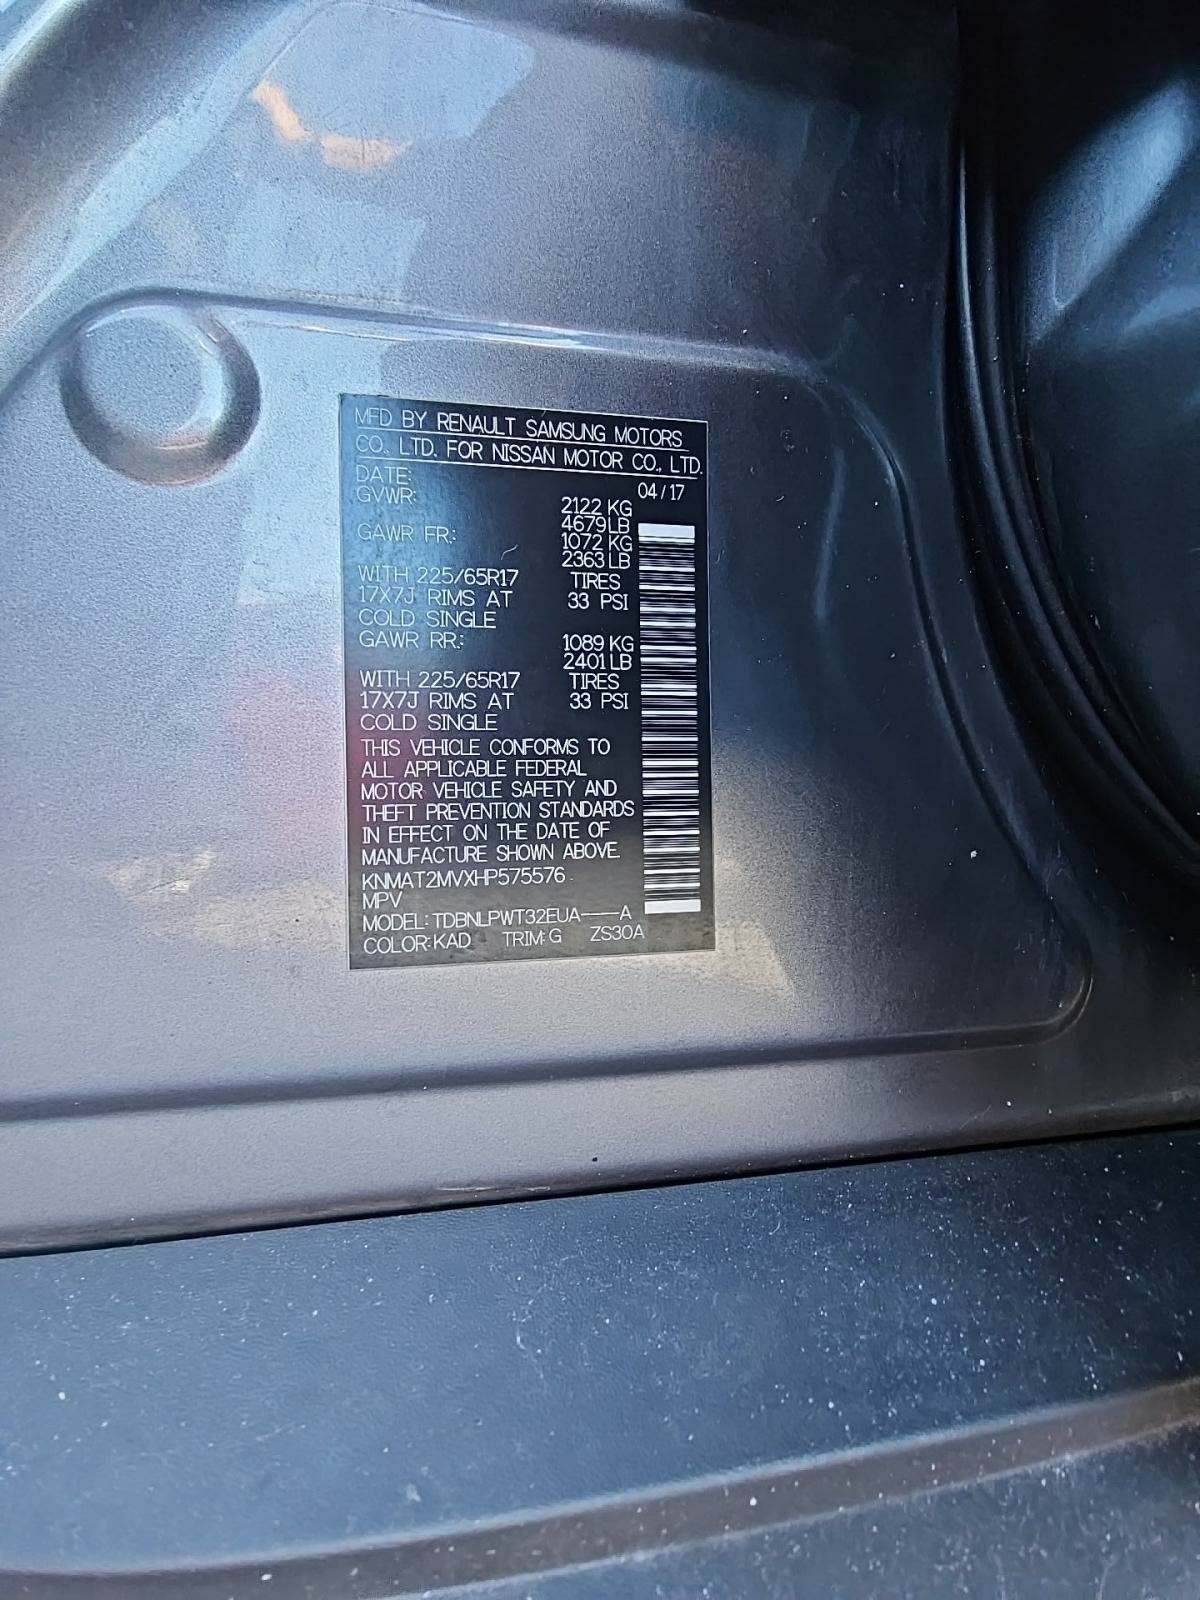 MFD BY RENAULT SAMSUNG MOTORS
CO., LTD. FOR NISSAN MOTOR CO., LTD.
DATE: 04/17
GVWR: 2122 KG
4679 LB
GAWR FR.: 1072 KG
2363 LB
WITH 225/65R17 TIRES
17X7J RIMS AT 33 PSI
COLD SINGLE
GAWR RR.: 1089 KG
2401 LB
WITH 225/65R17 TIRES
17X7J RIMS AT 33 PSI
COLD SINGLE
THIS VEHICLE CONFORMS TO
ALL APPLICABLE FEDERAL
MOTOR VEHICLE SAFETY AND
THEFT PREVENTION STANDARDS
IN EFFECT ON THE DATE OF
MANUFACTURE SHOWN ABOVE.
KNMAT2MVXHP575576
MPV
MODEL: TDBNLPWT32EUA----A
COLOR: KAD TRIM: G ZS30A